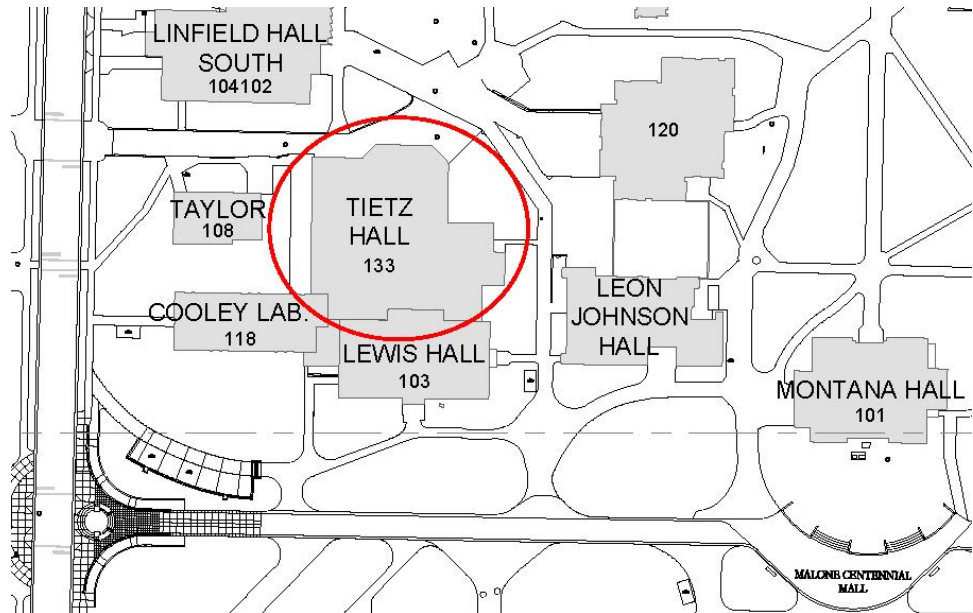 LINFIELD HALL
SOUTH
104102
120
TAYLOR
108
TIETZ
HALL
133
COOLEY LAB.
118
LEWIS HALL
103
LEON
JOHNSON
HALL
MONTANA HALL
101
MALONE CENTENNIAL
MALL